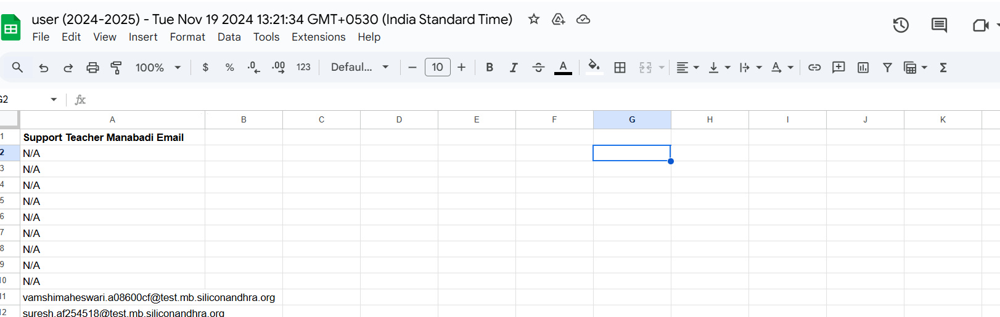 user (2024-2025) - Tue Nov 19 2024 13:21:34 GMT+0530 (India Standard Time)
File Edit View Insert Format Data Tools Extensions Help
100% $ % .0 .00 123 Defaul... - 10 + B I S A Σ
G2 fx
A B C D E F G H I J K
1 Support Teacher Manabadi Email
2 N/A
3 N/A
4 N/A
5 N/A
6 N/A
7 N/A
8 N/A
9 N/A
10 N/A
11 vamshimaheswari.a08600cf@test.mb.siliconandhra.org
12 suresh.af254518@test.mb.siliconandhra.org